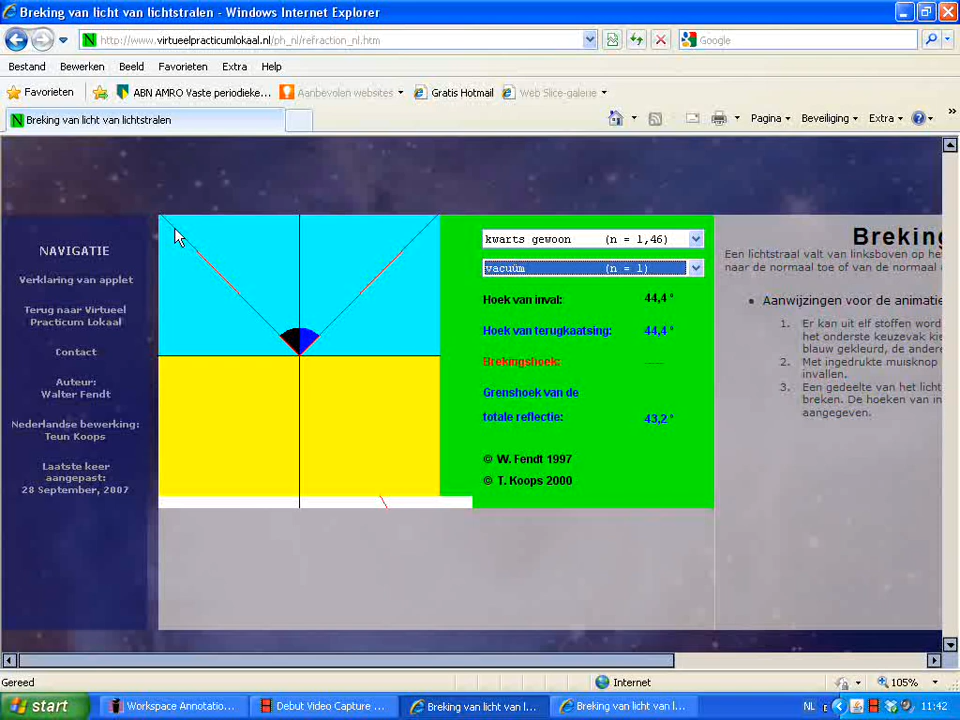 Breking van licht van lichtstralen - Windows Internet Explorer
http://www.virtueelpracticumlokaal.nl/ph_nl/refraction_nl.htm
Google
Bestand Bewerken Beeld Favorieten Extra Help
Favorieten ABN AMRO Vaste periodieke... Aanbevolen websites Gratis Hotmail Web Slice-galerie
Breking van licht van lichtstralen
Pagina Beveiliging Extra
NAVIGATIE
Verklaring van applet
Terug naar Virtueel
Practicum Lokaal
Contact
Auteur:
Walter Fendt
Nederlandse bewerking:
Teun Koops
Laatste keer
aangepast:
28 September, 2007
kwarts gewoon (n = 1,46)
vacuüm (n = 1)
Hoek van inval: 44,4 °
Hoek van terugkaatsing: 44,4 °
Brekingshoek: ----
Grenshoek van de
totale reflectie: 43,2 °
© W. Fendt 1997
© T. Koops 2000
Breking
Een lichtstraal valt van linksboven op he
naar de normaal toe of van de normaal
• Aanwijzingen voor de animatie
1. Er kan uit elf stoffen word
het onderste keuzevak kie
blauw gekleurd, de andere
2. Met ingedrukte muisknop
invallen.
3. Een gedeelte van het licht
breken. De hoeken van in
aangegeven.
Gereed Internet 105%
start Workspace Annotatio... Debut Video Capture ... Breking van licht van l... Breking van licht van l... NL 11:42